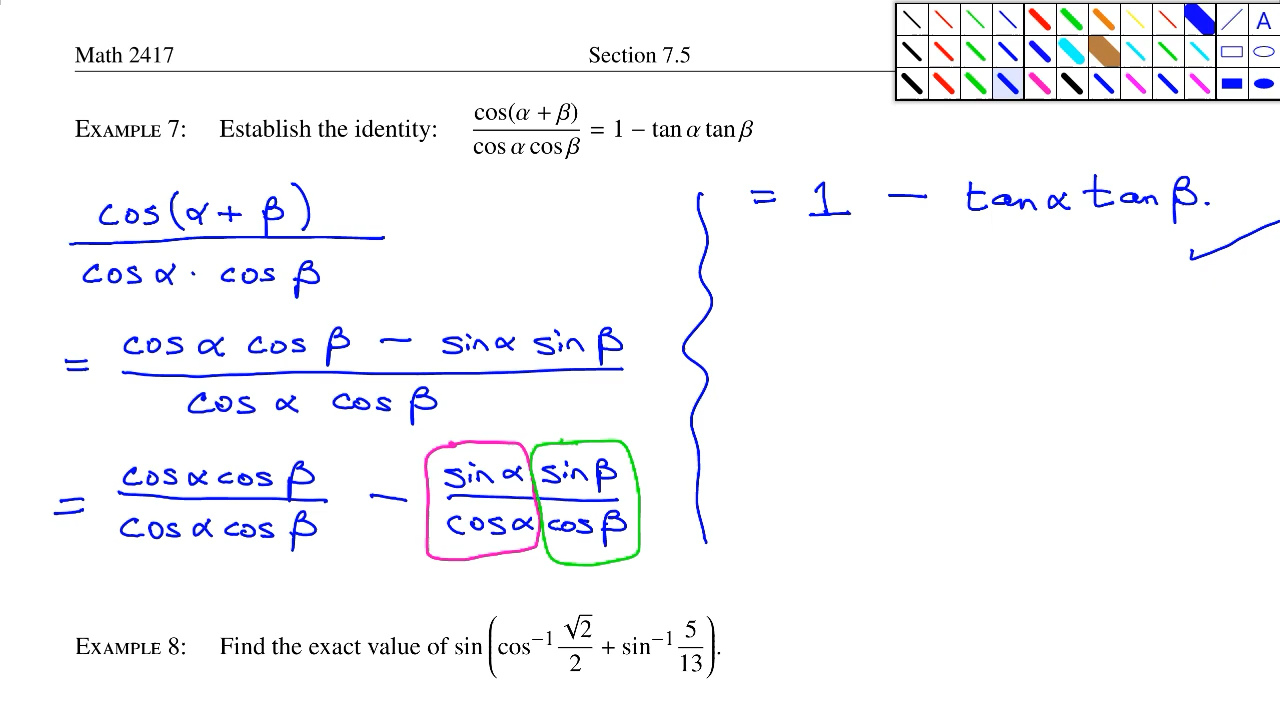 Math 2417 Section 7.5
A
EXAMPLE 7: Establish the identity: cos(α + β) / cos α cos β = 1 − tan α tan β
cos(α + β)
cos α · cos β
= cos α cos β − sin α sin β
cos α cos β
= cos α cos β − sin α sin β
cos α cos β cos α cos β
= 1 − tan α tan β.
EXAMPLE 8: Find the exact value of sin(cos⁻¹ √2/2 + sin⁻¹ 5/13).